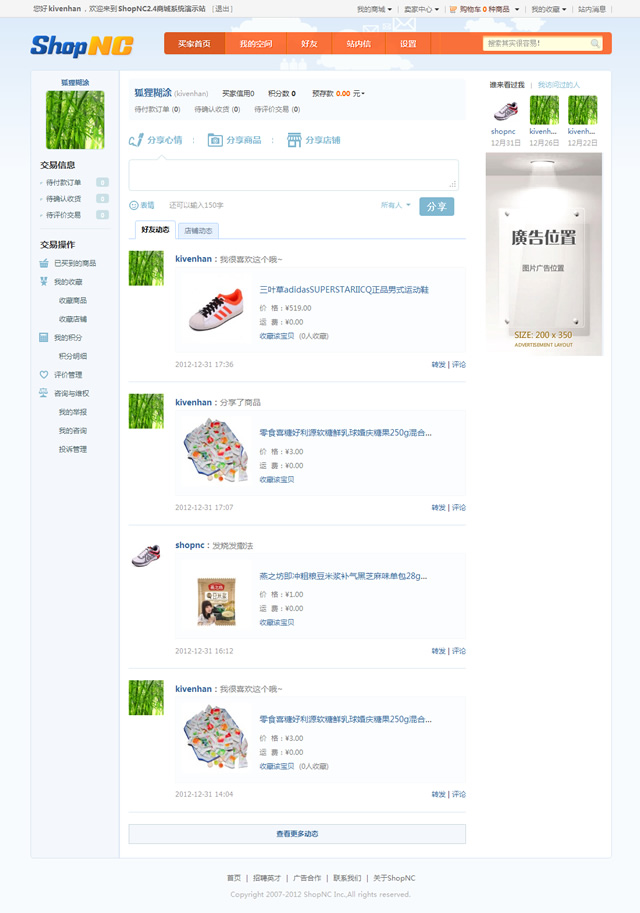 您好 kivenhan，欢迎来到 ShopNC2.4商城系统演示站 [退出]
我的商城 卖家中心 购物车 0 种商品 我的收藏 站内消息
ShopNC
买家首页 我的空间 好友 站内信 设置
搜索其实很容易！
狐狸糊涂
交易信息
待付款订单 0
待确认收货 0
待评价交易 0
交易操作
已买到的商品
我的收藏
收藏商品
收藏店铺
我的积分
积分明细
评价管理
咨询与维权
我的举报
我的咨询
投诉管理
狐狸糊涂 (kivenhan) 买家信用0 积分数 0 预存款 0.00 元
待付款订单 (0) 待确认收货 (0) 待评价交易 (0)
分享心情 分享商品 分享店铺
表情 还可以输入150字 所有人 分享
好友动态 店铺动态
kivenhan：我很喜欢这个哦~
三叶草adidasSUPERSTARIICQ正品男式运动鞋
价 格：¥519.00
运 费：¥0.00
收藏该宝贝 (0人收藏)
2012-12-31 17:36 转发 | 评论
kivenhan：分享了商品
零食喜糖好利源软糖鲜乳球婚庆糖果250g混合...
价 格：¥3.00
运 费：¥0.00
收藏该宝贝
2012-12-31 17:07 转发 | 评论
shopnc：发烧发撤法
燕之坊即冲粗粮豆米浆补气黑芝麻味单包28g...
价 格：¥1.00
运 费：¥0.00
收藏该宝贝
2012-12-31 16:12 转发 | 评论
kivenhan：我很喜欢这个哦~
零食喜糖好利源软糖鲜乳球婚庆糖果250g混合...
价 格：¥3.00
运 费：¥0.00
收藏该宝贝 (0人收藏)
2012-12-31 14:04 转发 | 评论
查看更多动态
谁来看过我 | 我访问过的人
shopnc kivenh... kivenh...
12月31日 12月26日 12月22日
廣告位置
图片广告位置
SIZE: 200 x 350
ADVERTISEMENT LAYOUT
首页 | 招聘英才 | 广告合作 | 联系我们 | 关于ShopNC
Copyright 2007-2012 ShopNC Inc.,All rights reserved.